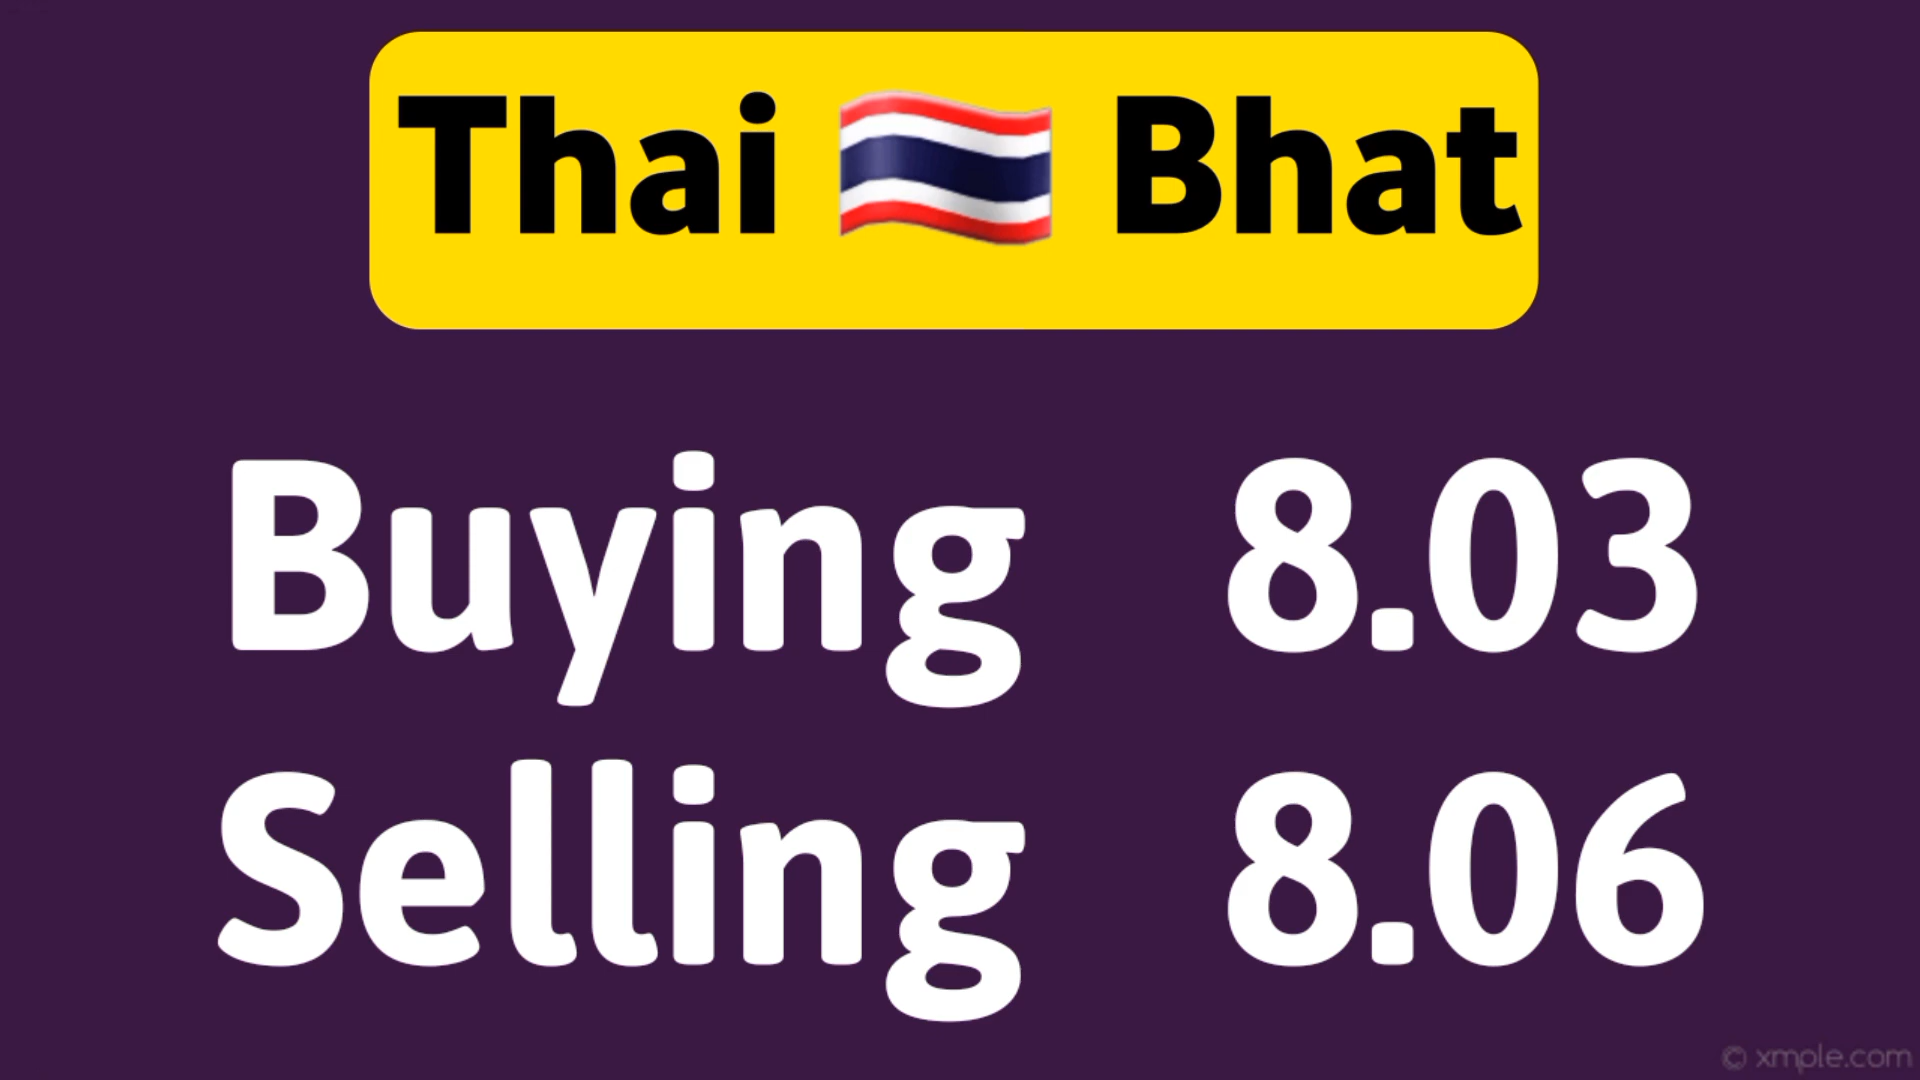 Thai 🇹🇭 Bhat
Buying 8.03
Selling 8.06
© xmple.com